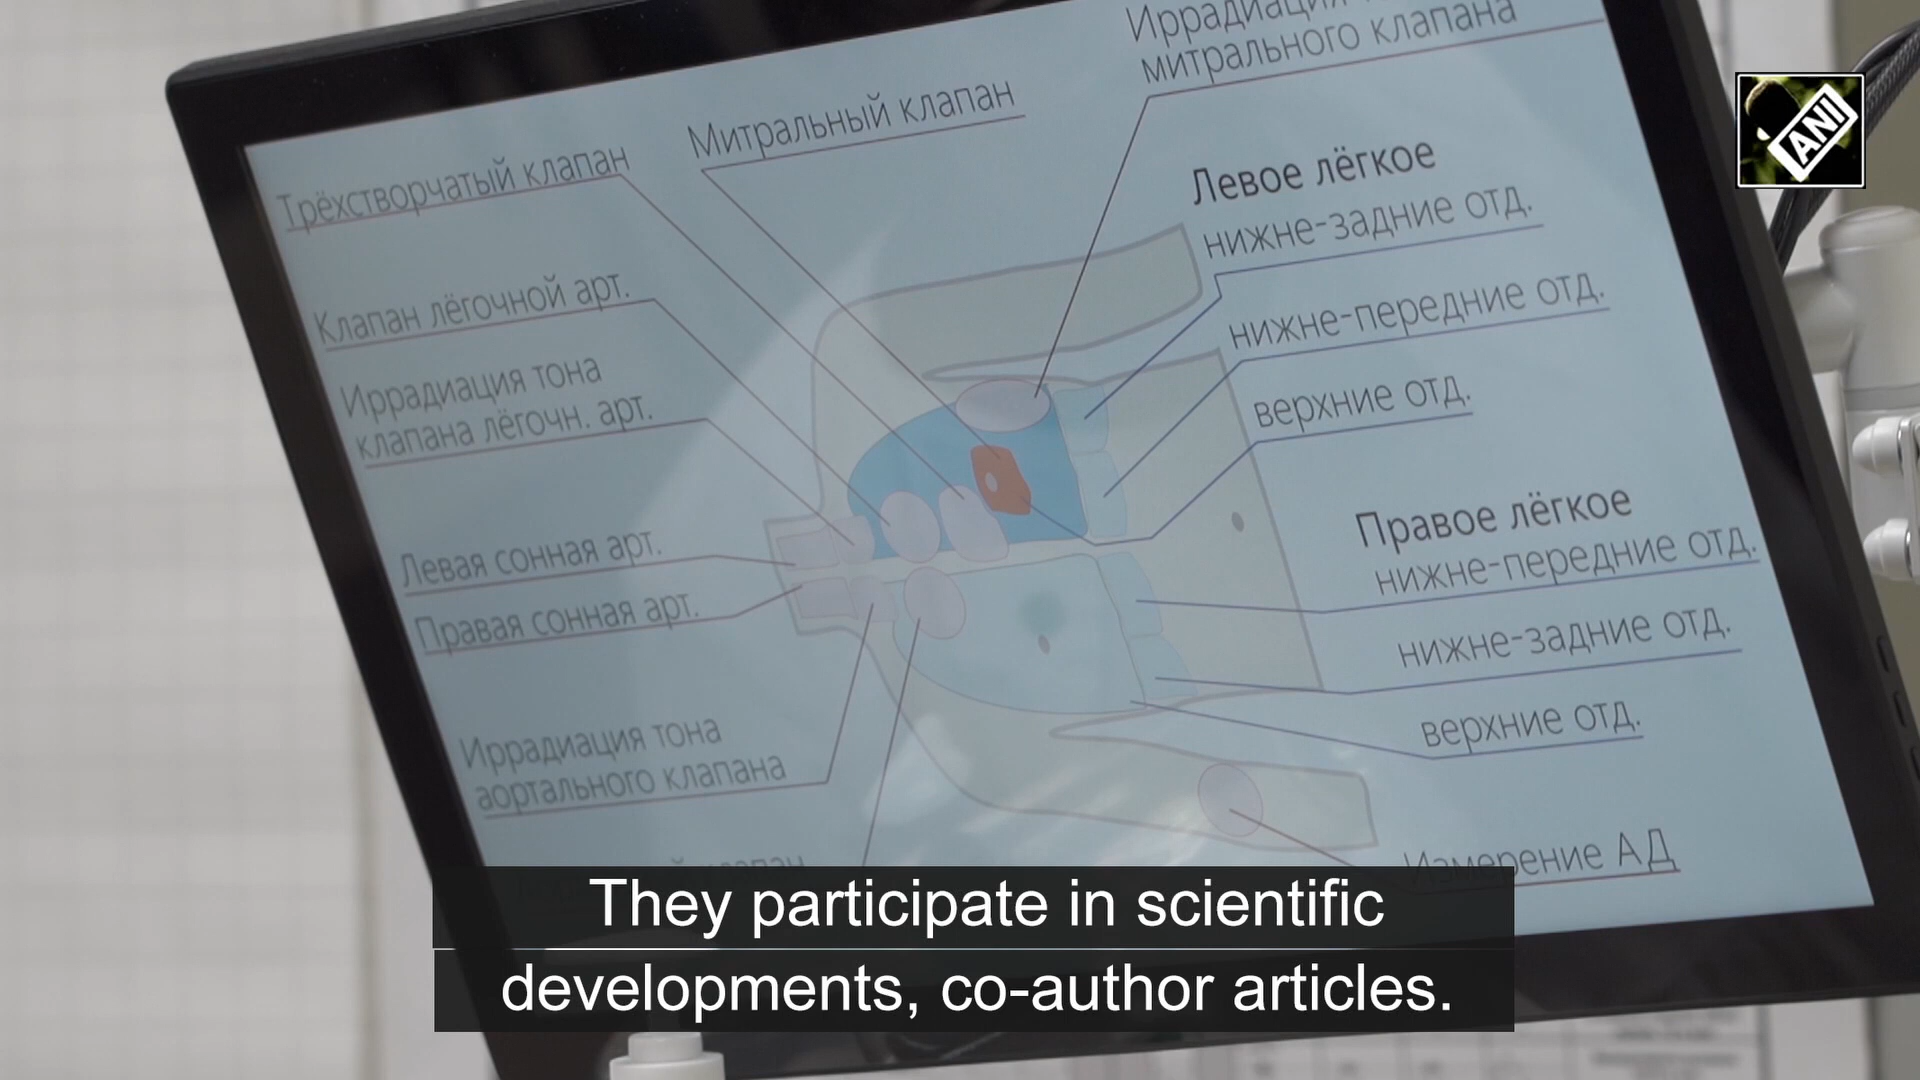 Иррадиация
митрального клапана
Митральный клапан
Трёхстворчатый клапан
Клапан лёгочной арт.
Иррадиация тона
клапана лёгочн. арт.
Левая сонная арт.
Правая сонная арт.
Иррадиация тона
аортального клапана
клапан
Левое лёгкое
нижне-задние отд.
нижне-передние отд.
верхние отд.
Правое лёгкое
нижне-передние отд.
нижне-задние отд.
верхние отд.
Измерение АД
ANI
They participate in scientific
developments, co-author articles.